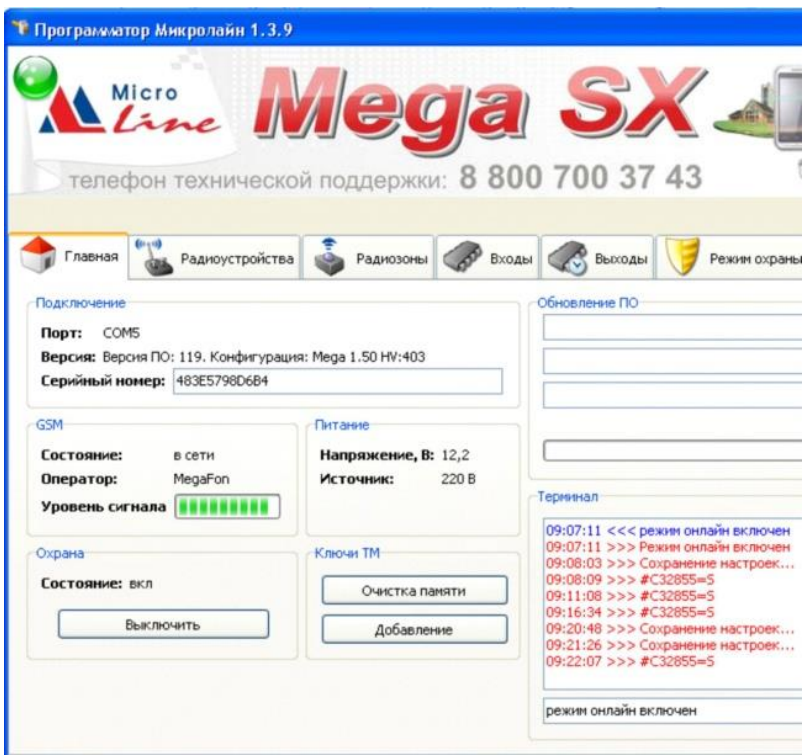 Программатор Микролайн 1.3.9
Micro
Line
Mega SX
телефон технической поддержки: 8 800 700 37 43
Главная
Радиоустройства
Радиозоны
Входы
Выходы
Режим охраны
Подключение
Порт: COM5
Версия: Версия ПО: 119. Конфигурация: Mega 1.50 HV:403
Серийный номер: 483E5798D6B4
GSM
Состояние: в сети
Оператор: MegaFon
Уровень сигнала
Питание
Напряжение, В: 12,2
Источник: 220 В
Охрана
Состояние: вкл
Выключить
Ключи ТМ
Очистка памяти
Добавление
Обновление ПО
Терминал
09:07:11 <<< режим онлайн включен
09:07:11 >>> Режим онлайн включен
09:08:03 >>> Сохранение настроек...
09:08:09 >>> #C32855=S
09:11:08 >>> #C32855=S
09:16:34 >>> #C32855=S
09:20:48 >>> Сохранение настроек...
09:21:26 >>> Сохранение настроек...
09:22:07 >>> #C32855=S
режим онлайн включен